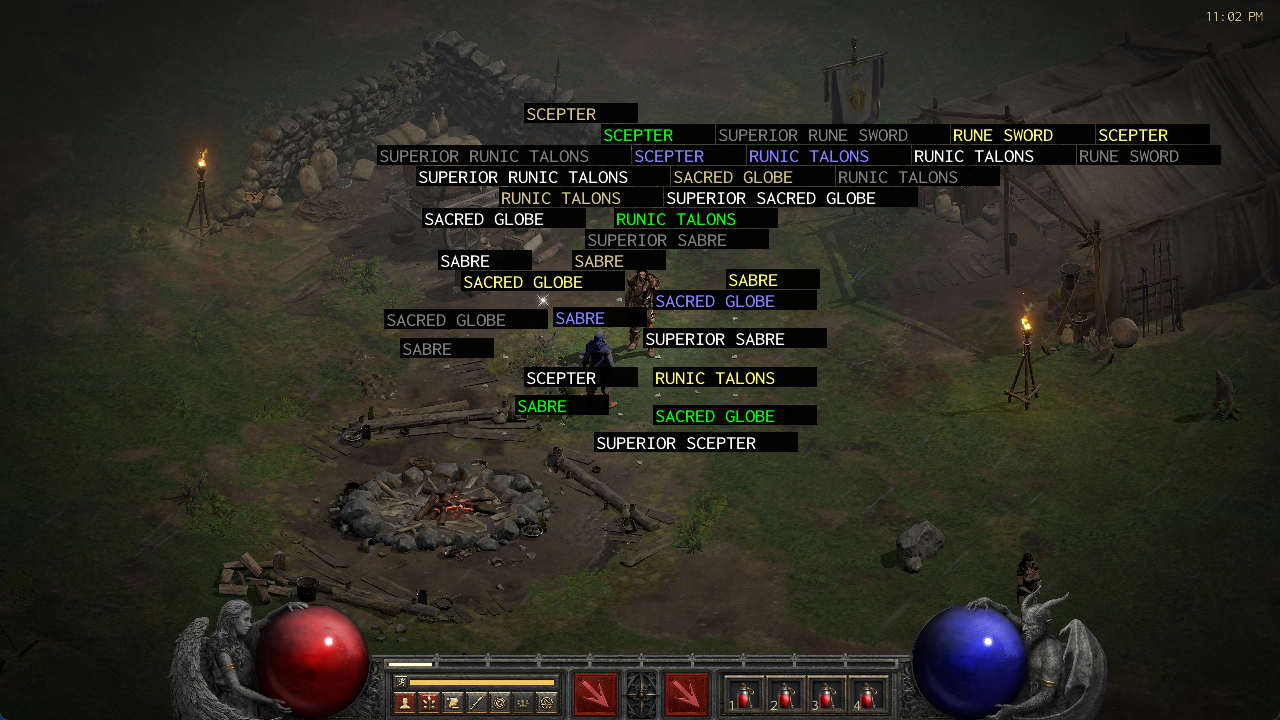 11:02 PM
SCEPTER
SCEPTER SUPERIOR RUNE SWORD RUNE SWORD SCEPTER
SUPERIOR RUNIC TALONS SCEPTER RUNIC TALONS RUNIC TALONS RUNE SWORD
SUPERIOR RUNIC TALONS SACRED GLOBE RUNIC TALONS
RUNIC TALONS SUPERIOR SACRED GLOBE
SACRED GLOBE RUNIC TALONS
SUPERIOR SABRE
SABRE SABRE
SACRED GLOBE SABRE
SACRED GLOBE
SACRED GLOBE SABRE
SUPERIOR SABRE
SABRE
SCEPTER RUNIC TALONS
SABRE
SACRED GLOBE
SUPERIOR SCEPTER
1 2 3 4